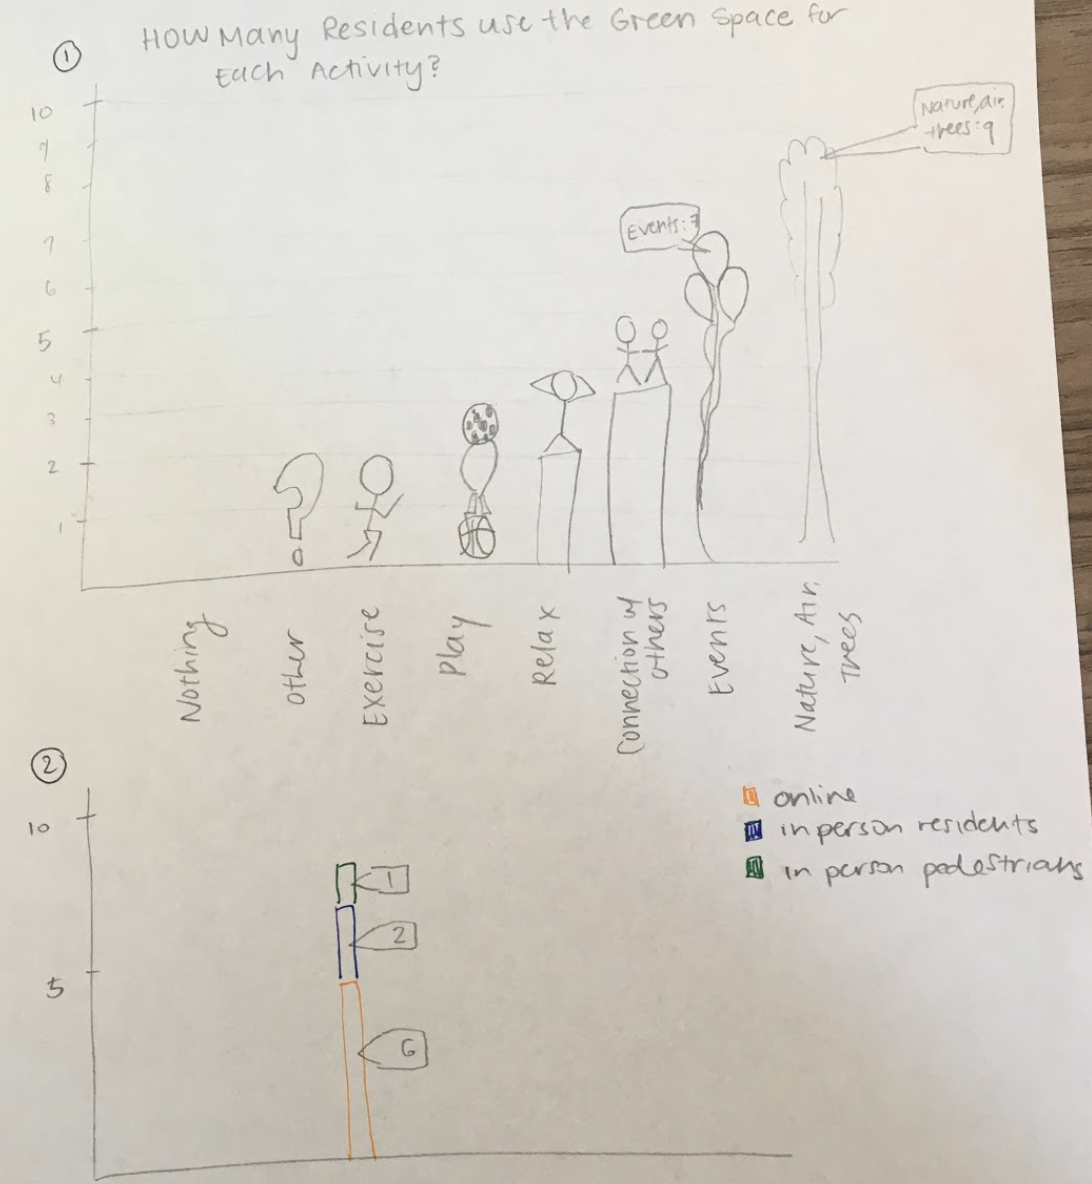 ①
How Many Residents use the Green Space for
Each Activity?
10
9
8
7
6
5
4
3
2
1
Nature, air,
trees: 9
Events: 7
Nothing
Other
Exercise
Play
Relax
Connection w/
others
Events
Nature, Air,
Trees
②
10
5
1
2
6
online
in person residents
in person pedestrians